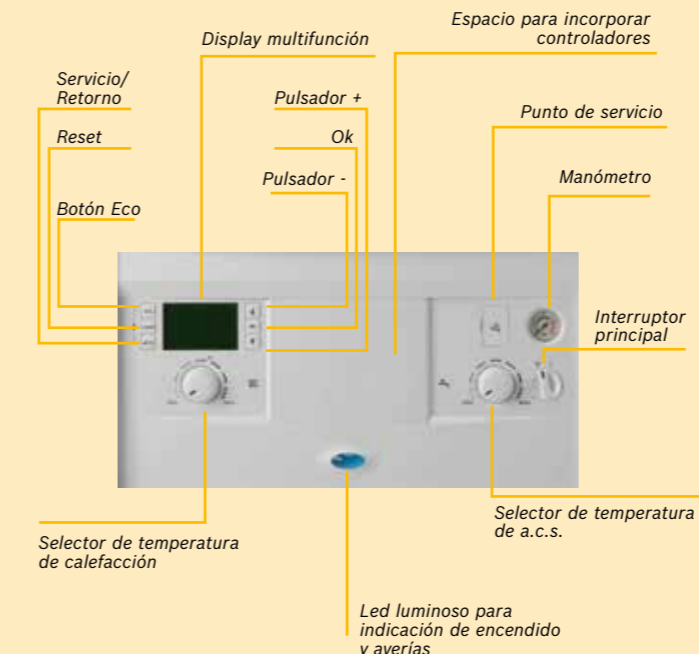 Espacio para incorporar
controladores
Display multifunción
Servicio/
Retorno
Pulsador +
Punto de servicio
Reset
Ok
Pulsador -
Manómetro
Botón Eco
Interruptor
principal
Selector de temperatura
de a.c.s.
Selector de temperatura
de calefacción
Led luminoso para
indicación de encendido
y averías